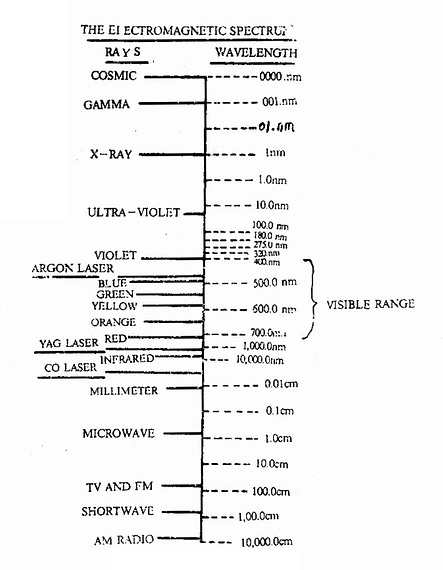 THE ELECTROMAGNETIC SPECTRUM
RAYS WAVELENGTH
COSMIC 0000.nm
GAMMA 001.nm
01.nm
X-RAY 1nm
1.0nm
10.0nm
ULTRA-VIOLET
100.0 nm
180.0 nm
275.0 nm
320.nm
VIOLET 400.nm
ARGON LASER
BLUE 500.0 nm
GREEN
YELLOW 600.0 nm
VISIBLE RANGE
ORANGE
RED 700.0nm
YAG LASER 1,000.0nm
INFRARED 10,000.0nm
CO LASER
MILLIMETER 0.01cm
0.1cm
MICROWAVE 1.0cm
10.0cm
TV AND FM 100.0cm
SHORTWAVE 1,00.0cm
AM RADIO 10,000.0cm